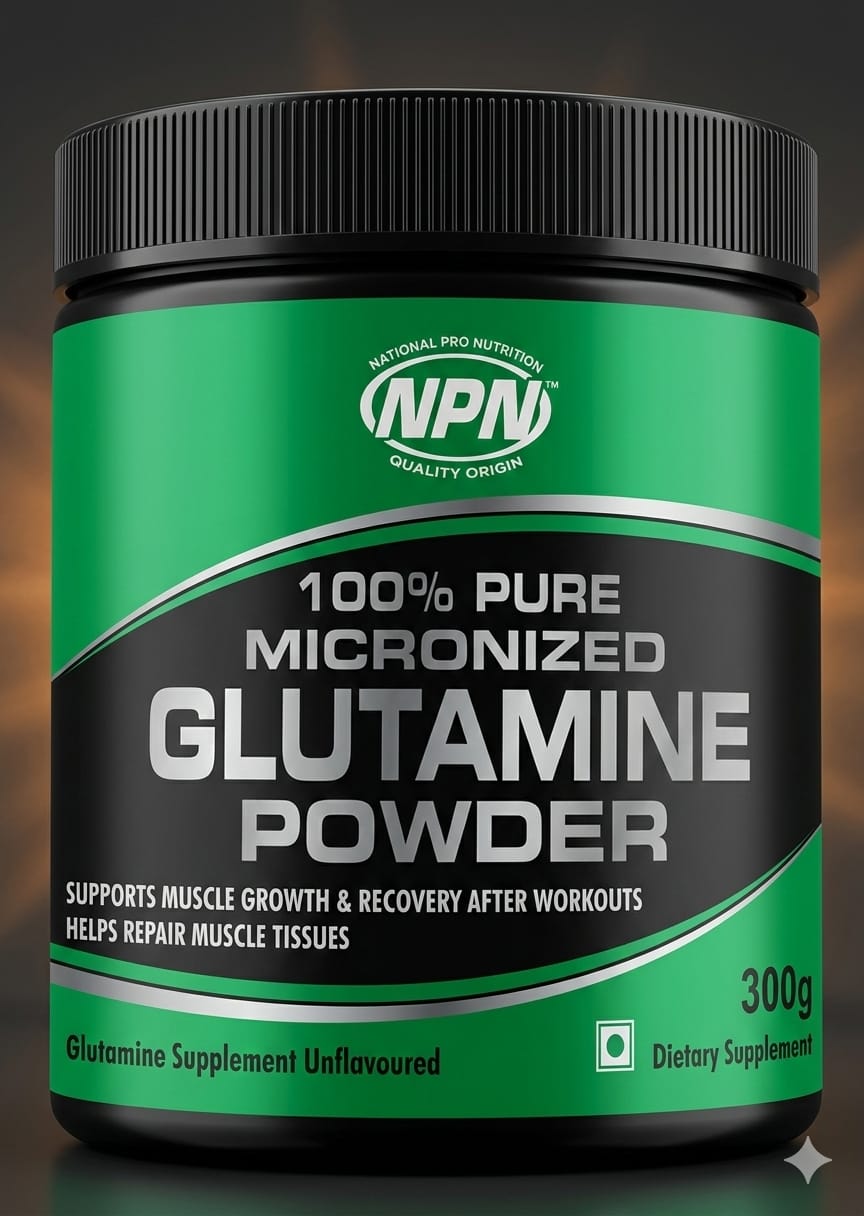 NATIONAL PRO NUTRITION
NPN™
QUALITY ORIGIN
100% PURE
MICRONIZED
GLUTAMINE
POWDER
SUPPORTS MUSCLE GROWTH & RECOVERY AFTER WORKOUTS
HELPS REPAIR MUSCLE TISSUES
300g
Glutamine Supplement Unflavoured
Dietary Supplement